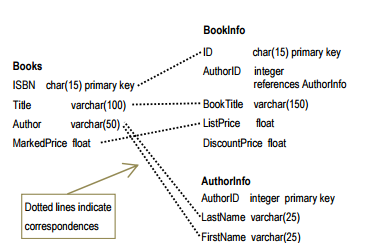 BookInfo
ID char(15) primary key
AuthorID integer
references AuthorInfo
BookTitle varchar(150)
ListPrice float
DiscountPrice float
Books
ISBN char(15) primary key
Title varchar(100)
Author varchar(50)
MarkedPrice float
AuthorInfo
AuthorID integer primary key
LastName varchar(25)
FirstName varchar(25)
Dotted lines indicate
correspondences